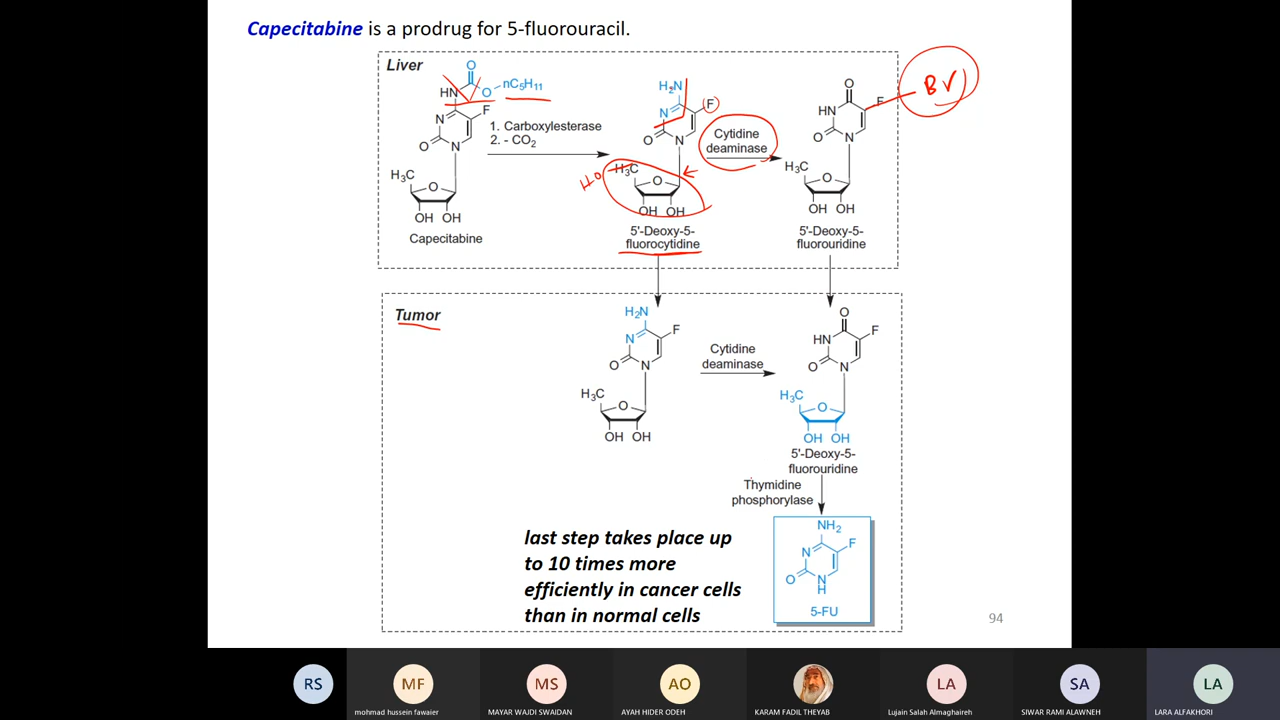 Capecitabine is a prodrug for 5-fluorouracil.
Liver
O
HN
O
nC5H11
N
F
O
N
H3C
O
OH OH
Capecitabine
1. Carboxylesterase
2. - CO2
H2N
N
F
O
N
H3C
HO
O
OH OH
5'-Deoxy-5-
fluorocytidine
Cytidine
deaminase
O
HN
F
BV
O
N
H3C
O
OH OH
5'-Deoxy-5-
fluorouridine
Tumor
H2N
N
F
O
N
H3C
O
OH OH
Cytidine
deaminase
O
HN
F
O
N
H3C
O
OH OH
5'-Deoxy-5-
fluorouridine
Thymidine
phosphorylase
last step takes place up
to 10 times more
efficiently in cancer cells
than in normal cells
NH2
N
F
O
N
H
5-FU
94
RS
MF
MS
AO
LA
SA
LA
mohmad hussein fawaier
MAYAR WAJDI SWAIDAN
AYAH HIDER ODEH
KARAM FADIL THEYAB
Lujain Salah Almaghaireh
SIWAR RAMI ALAWNEH
LARA ALFAKHORI